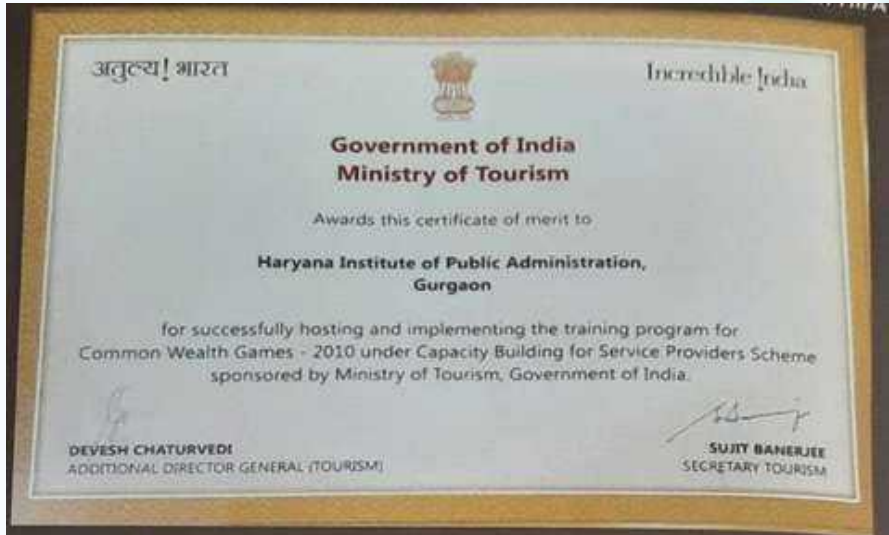 अतुल्य! भारत
Incredible India
Government of India
Ministry of Tourism
Awards this certificate of merit to
Haryana Institute of Public Administration,
Gurgaon
for successfully hosting and implementing the training program for
Common Wealth Games - 2010 under Capacity Building for Service Providers Scheme
sponsored by Ministry of Tourism, Government of India.
DEVESH CHATURVEDI
ADDITIONAL DIRECTOR GENERAL (TOURISM)
SUJIT BANERJEE
SECRETARY TOURISM